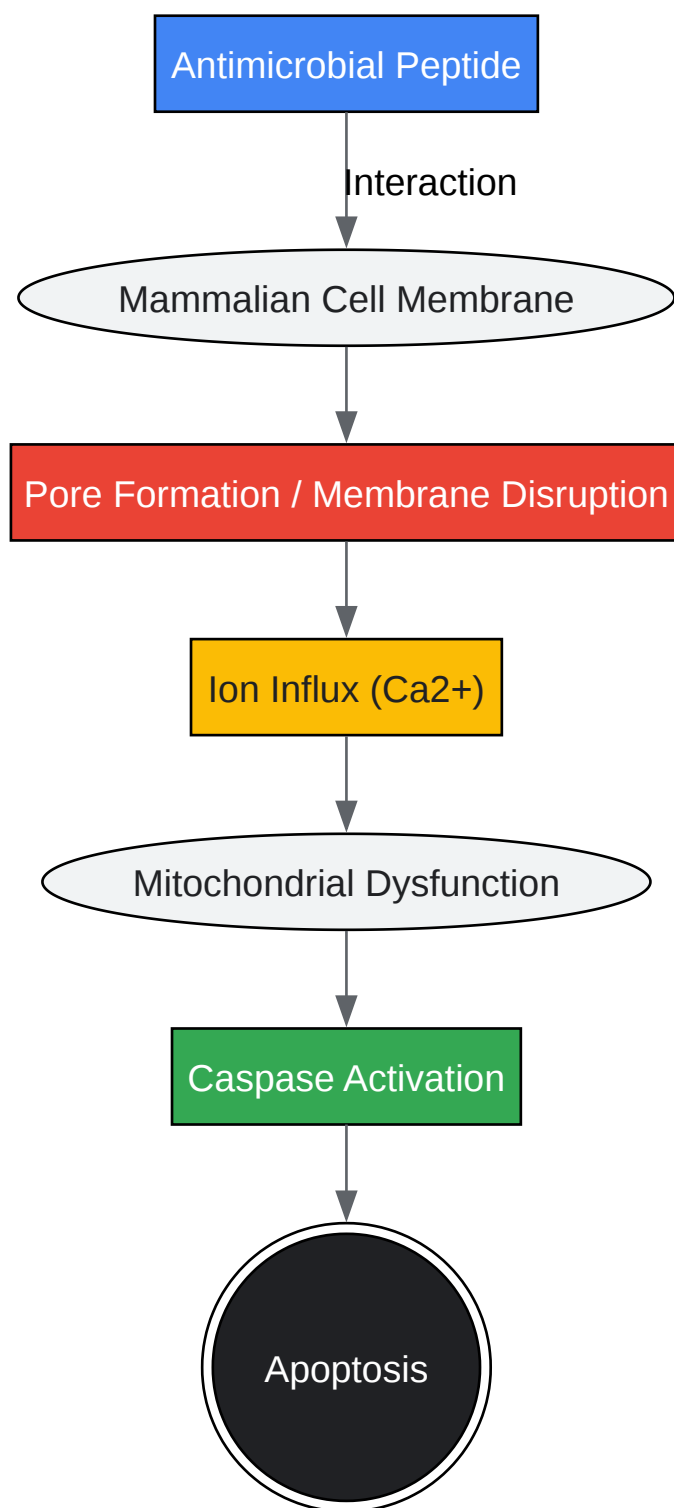 Antimicrobial Peptide
Interaction
Mammalian Cell Membrane
Pore Formation / Membrane Disruption
Ion Influx (Ca2+)
Mitochondrial Dysfunction
Caspase Activation
Apoptosis